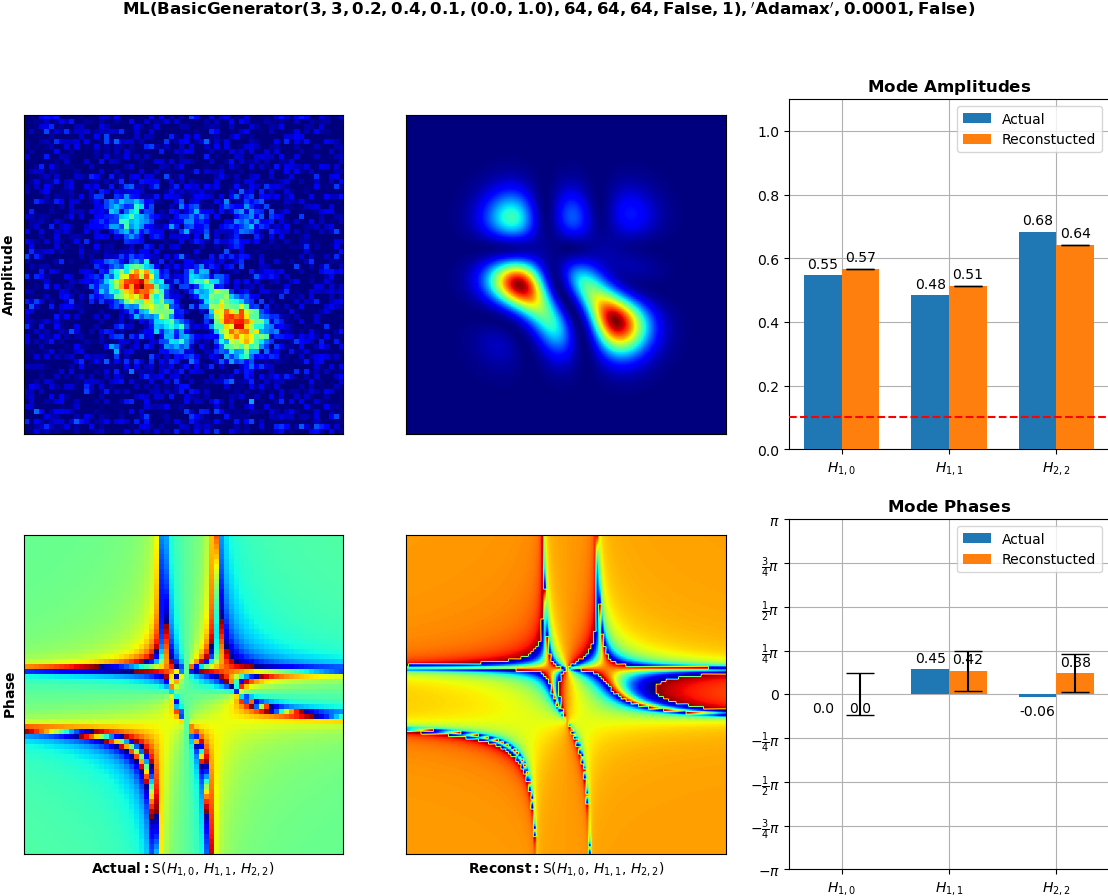 ML(BasicGenerator(3, 3, 0.2, 0.4, 0.1, (0.0, 1.0), 64, 64, 64, False, 1), ′Adamax′, 0.0001, False)
Amplitude
Mode Amplitudes
Actual
Reconstucted
1.0
0.8
0.6
0.4
0.2
0.0
0.55
0.57
0.48
0.51
0.68
0.64
H1, 0
H1, 1
H2, 2
Phase
Actual: S(H1, 0, H1, 1, H2, 2)
Reconst: S(H1, 0, H1, 1, H2, 2)
Mode Phases
Actual
Reconstucted
π
3/4π
1/2π
1/4π
0
−1/4π
−1/2π
−3/4π
−π
0.0
0.0
0.45
0.42
-0.06
0.38
H1, 0
H1, 1
H2, 2